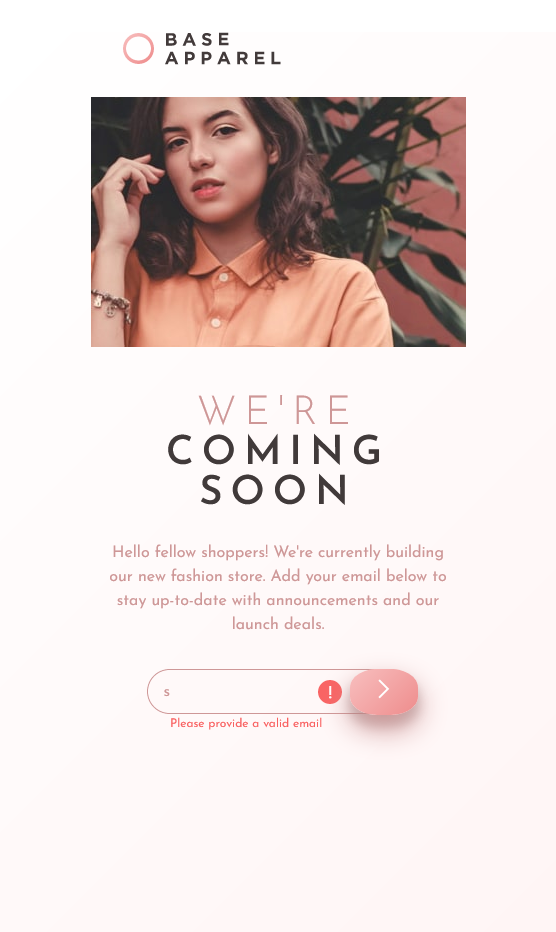 BASE
APPAREL
WE'RE
COMING
SOON
Hello fellow shoppers! We're currently building
our new fashion store. Add your email below to
stay up-to-date with announcements and our
launch deals.
s
!
Please provide a valid email